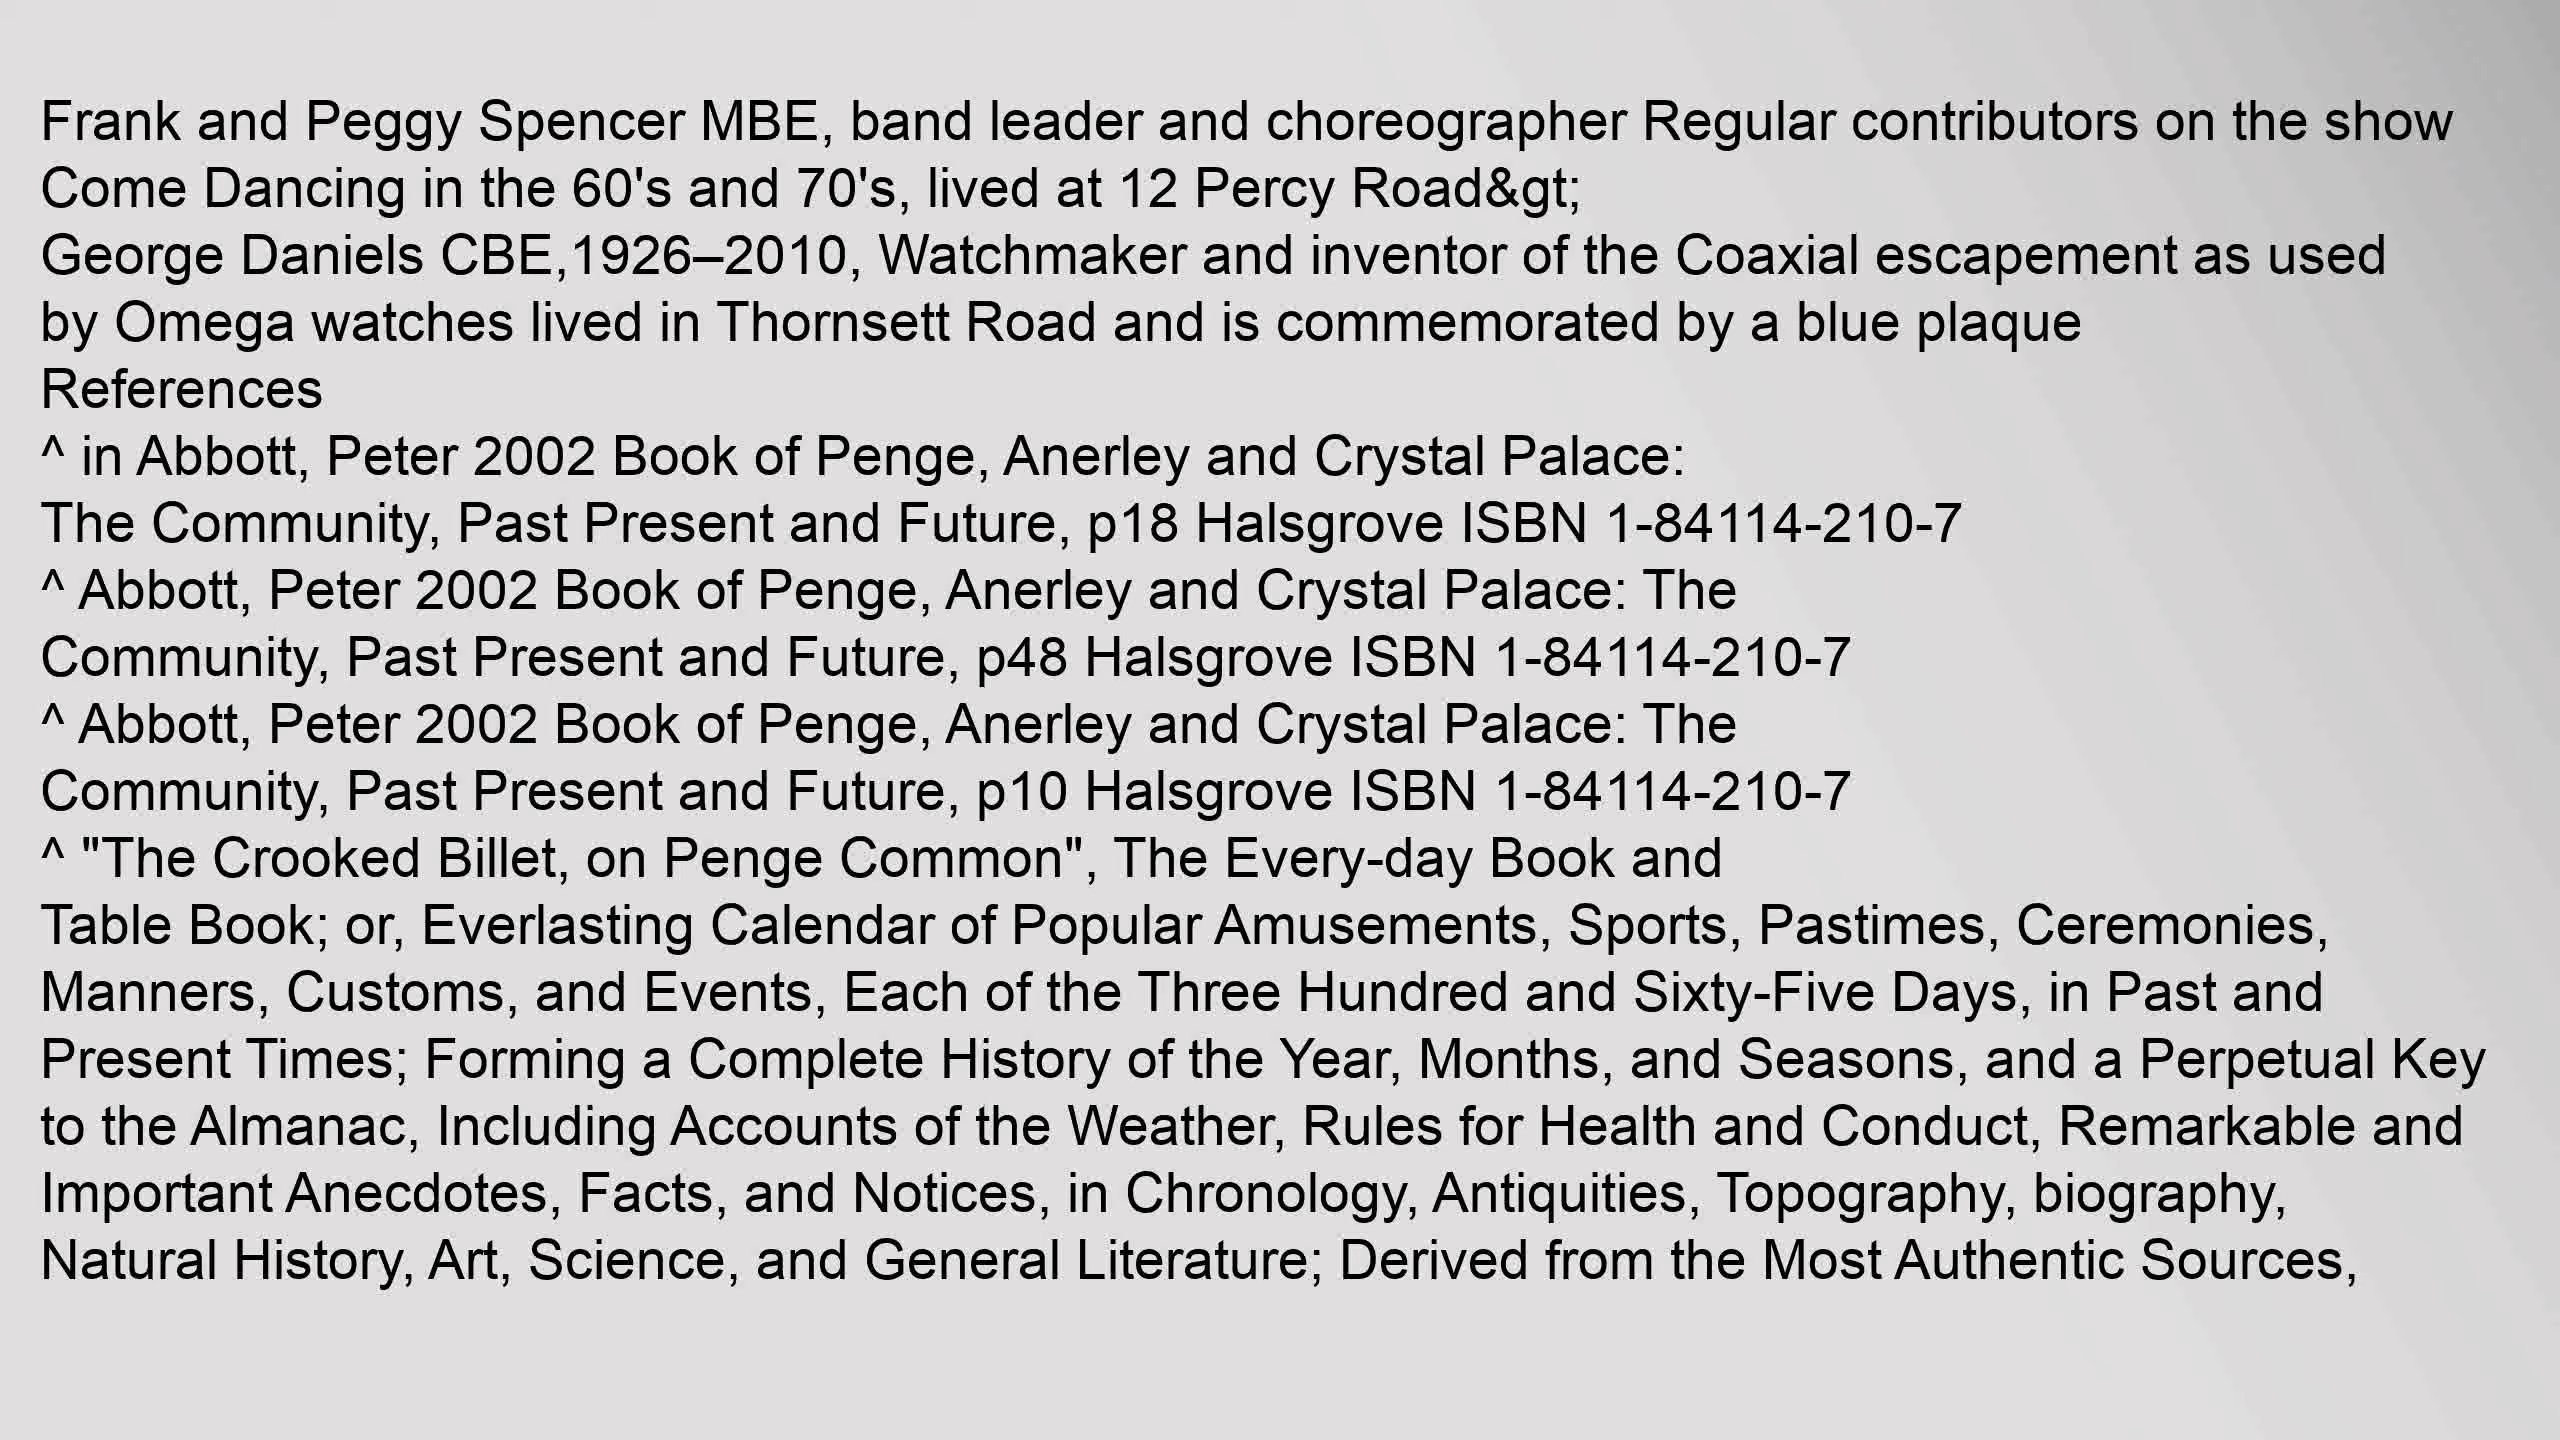 Frank and Peggy Spencer MBE, band leader and choreographer Regular contributors on the show
Come Dancing in the 60's and 70's, lived at 12 Percy Road&gt;
George Daniels CBE,1926–2010, Watchmaker and inventor of the Coaxial escapement as used
by Omega watches lived in Thornsett Road and is commemorated by a blue plaque
References
^ in Abbott, Peter 2002 Book of Penge, Anerley and Crystal Palace:
The Community, Past Present and Future, p18 Halsgrove ISBN 1-84114-210-7
^ Abbott, Peter 2002 Book of Penge, Anerley and Crystal Palace: The
Community, Past Present and Future, p48 Halsgrove ISBN 1-84114-210-7
^ Abbott, Peter 2002 Book of Penge, Anerley and Crystal Palace: The
Community, Past Present and Future, p10 Halsgrove ISBN 1-84114-210-7
^ "The Crooked Billet, on Penge Common", The Every-day Book and
Table Book; or, Everlasting Calendar of Popular Amusements, Sports, Pastimes, Ceremonies,
Manners, Customs, and Events, Each of the Three Hundred and Sixty-Five Days, in Past and
Present Times; Forming a Complete History of the Year, Months, and Seasons, and a Perpetual Key
to the Almanac, Including Accounts of the Weather, Rules for Health and Conduct, Remarkable and
Important Anecdotes, Facts, and Notices, in Chronology, Antiquities, Topography, biography,
Natural History, Art, Science, and General Literature; Derived from the Most Authentic Sources,